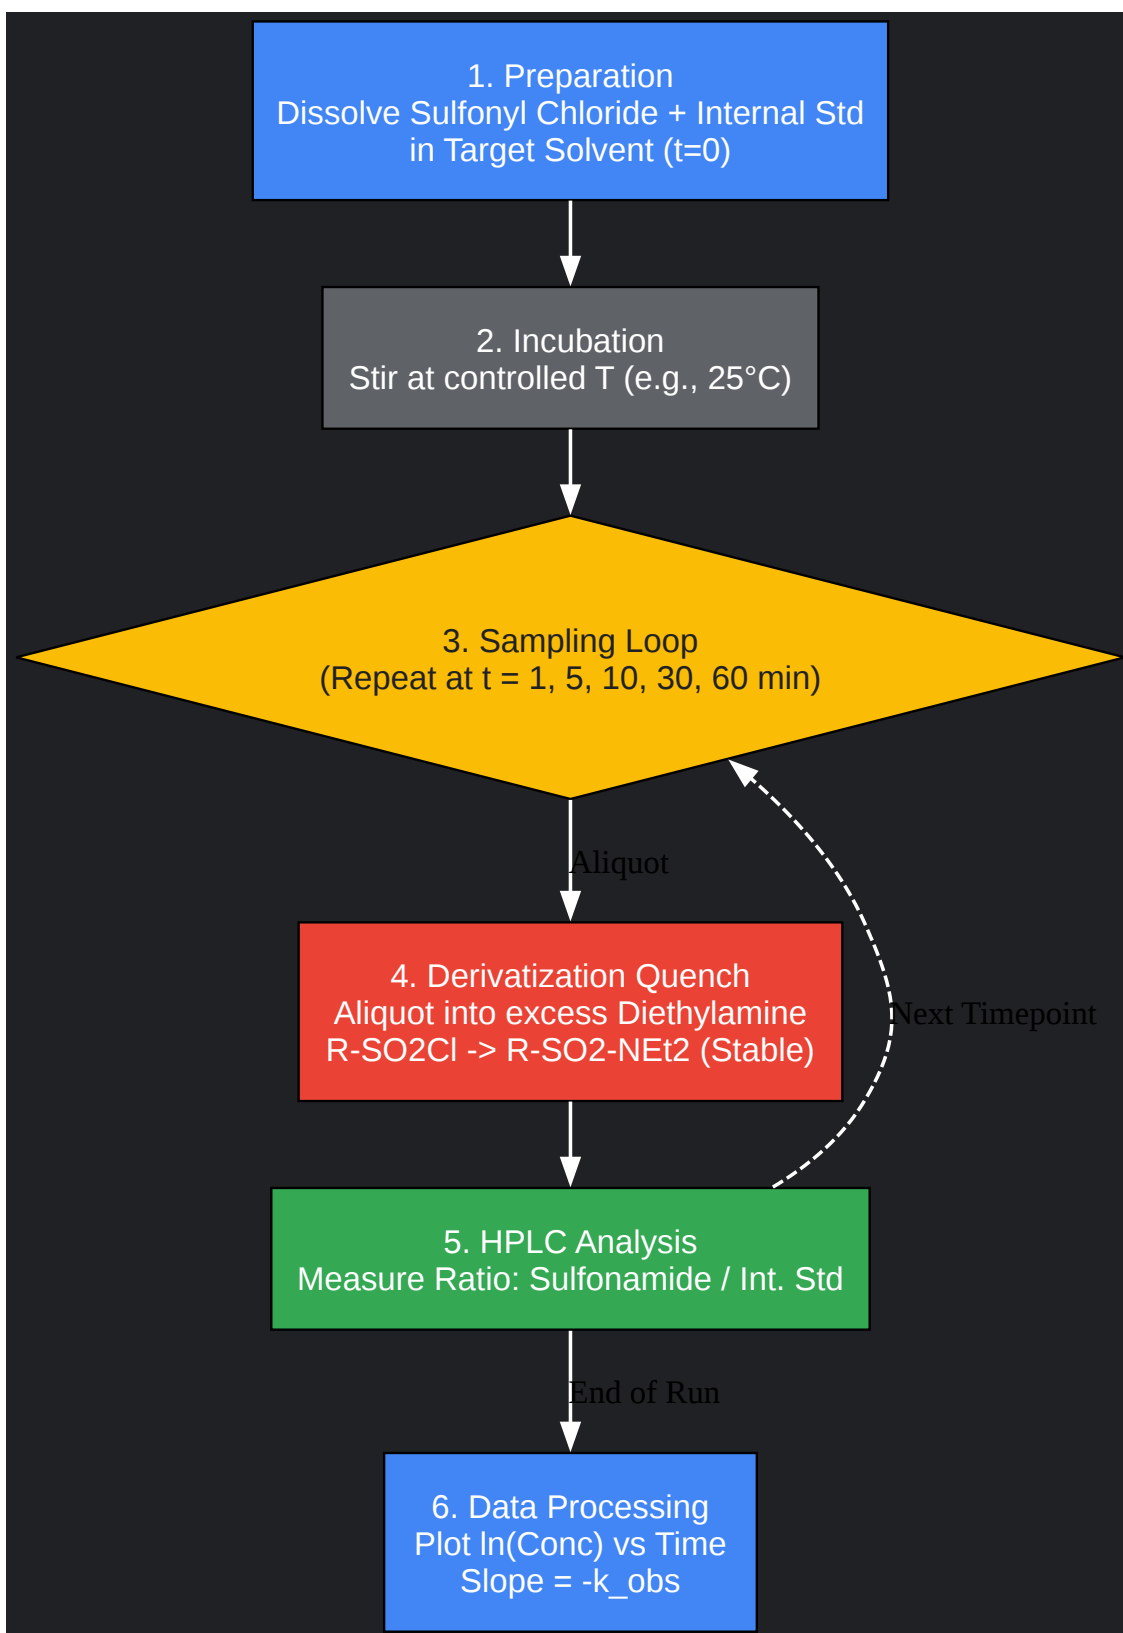 1. Preparation
Dissolve Sulfonyl Chloride + Internal Std
in Target Solvent (t=0)
2. Incubation
Stir at controlled T (e.g., 25°C)
3. Sampling Loop
(Repeat at t = 1, 5, 10, 30, 60 min)
Aliquot
4. Derivatization Quench
Aliquot into excess Diethylamine
R-SO2Cl -> R-SO2-NEt2 (Stable)
Next Timepoint
5. HPLC Analysis
Measure Ratio: Sulfonamide / Int. Std
End of Run
6. Data Processing
Plot ln(Conc) vs Time
Slope = -k_obs